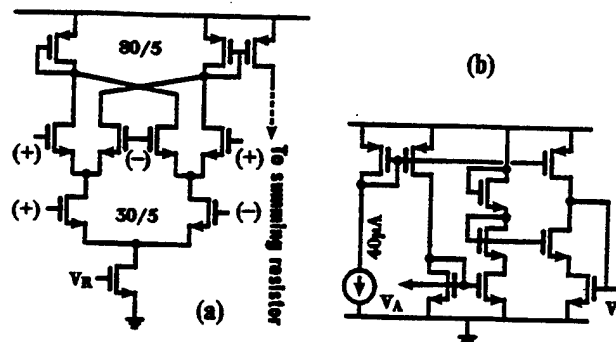 80/5
(b)
(+)
(-)
(+)
To summing resistor
(+)
30/5
(-)
40μA
V_R
(a)
V_A
V